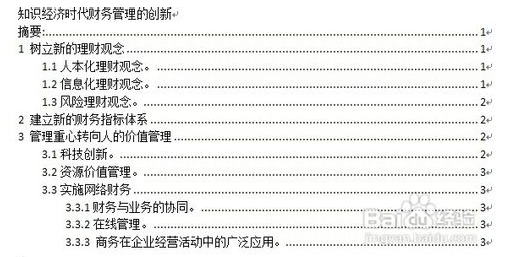 知识经济时代财务管理的创新
摘要:........1
1 树立新的理财观念........1
1.1 人本化理财观念。........1
1.2 信息化理财观念。........1
1.3 风险理财观念。........2
2 建立新的财务指标体系........2
3 管理重心转向人的价值管理........2
3.1 科技创新。........2
3.2 资源价值管理。........3
3.3 实施网络财务........3
3.3.1 财务与业务的协同。........3
3.3.2 在线管理。........3
3.3.3 商务在企业经营活动中的广泛应用。........3
Baidu 经验
jingyan.baidu.com